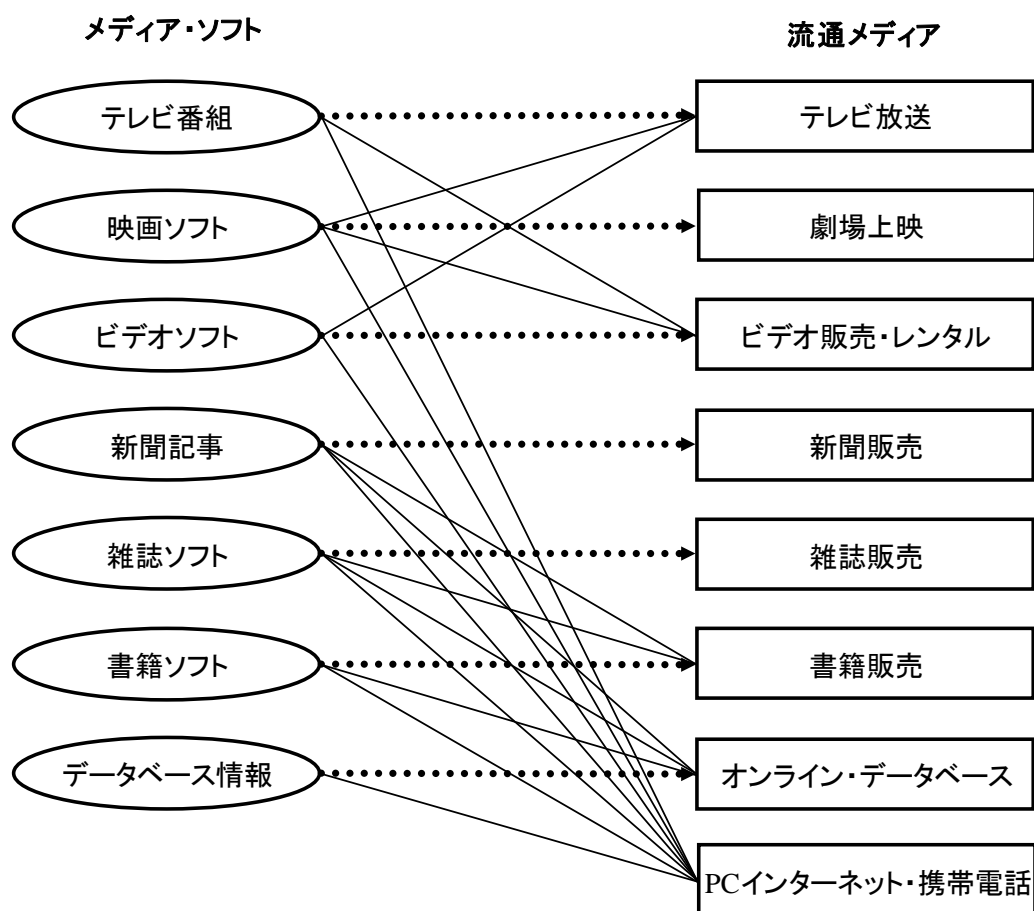 メディア・ソフト
流通メディア
テレビ番組
テレビ放送
映画ソフト
劇場上映
ビデオソフト
ビデオ販売・レンタル
新聞記事
新聞販売
雑誌ソフト
雑誌販売
書籍ソフト
書籍販売
データベース情報
オンライン・データベース
PCインターネット・携帯電話